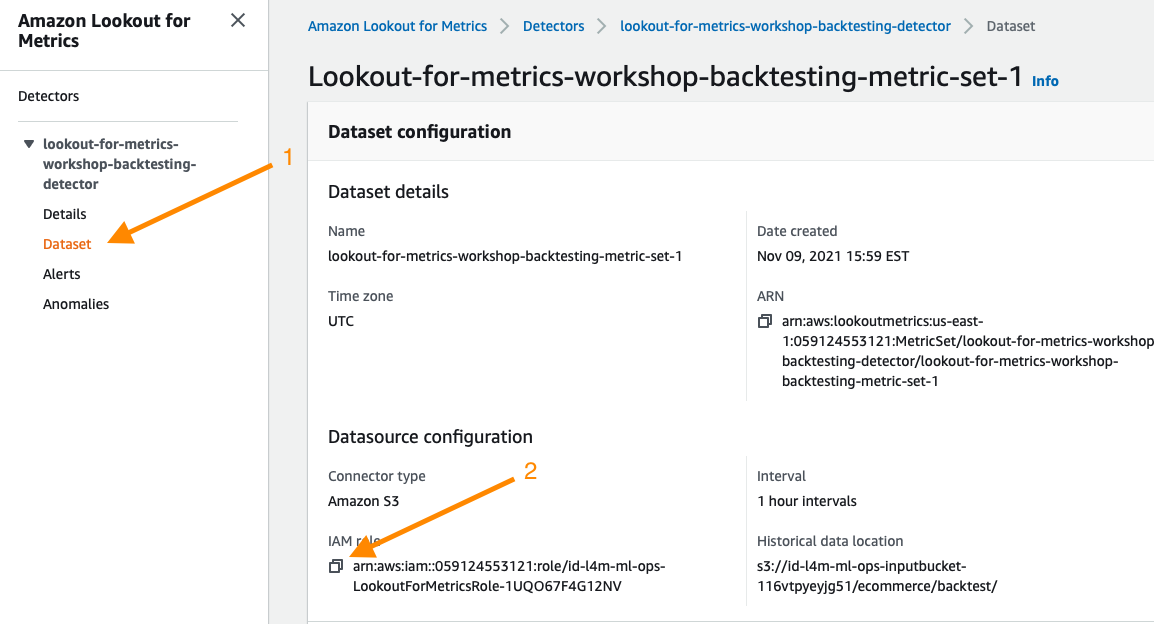 Amazon Lookout for
Metrics
Detectors
lookout-for-metrics-
workshop-backtesting-
detector
Details
Dataset
Alerts
Anomalies
1
Amazon Lookout for Metrics
Detectors
lookout-for-metrics-workshop-backtesting-detector
Dataset
Lookout-for-metrics-workshop-backtesting-metric-set-1 Info
Dataset configuration
Dataset details
Name
lookout-for-metrics-workshop-backtesting-metric-set-1
Time zone
UTC
Date created
Nov 09, 2021 15:59 EST
ARN
arn:aws:lookoutmetrics:us-east-
1:059124553121:MetricSet/lookout-for-metrics-workshop
backtesting-detector/lookout-for-metrics-workshop-
backtesting-metric-set-1
Datasource configuration
2
Connector type
Amazon S3
IAM role
arn:aws:iam::059124553121:role/id-l4m-ml-ops-
LookoutForMetricsRole-1UQO67F4G12NV
Interval
1 hour intervals
Historical data location
s3://id-l4m-ml-ops-inputbucket-
116vtpyeyjg51/ecommerce/backtest/